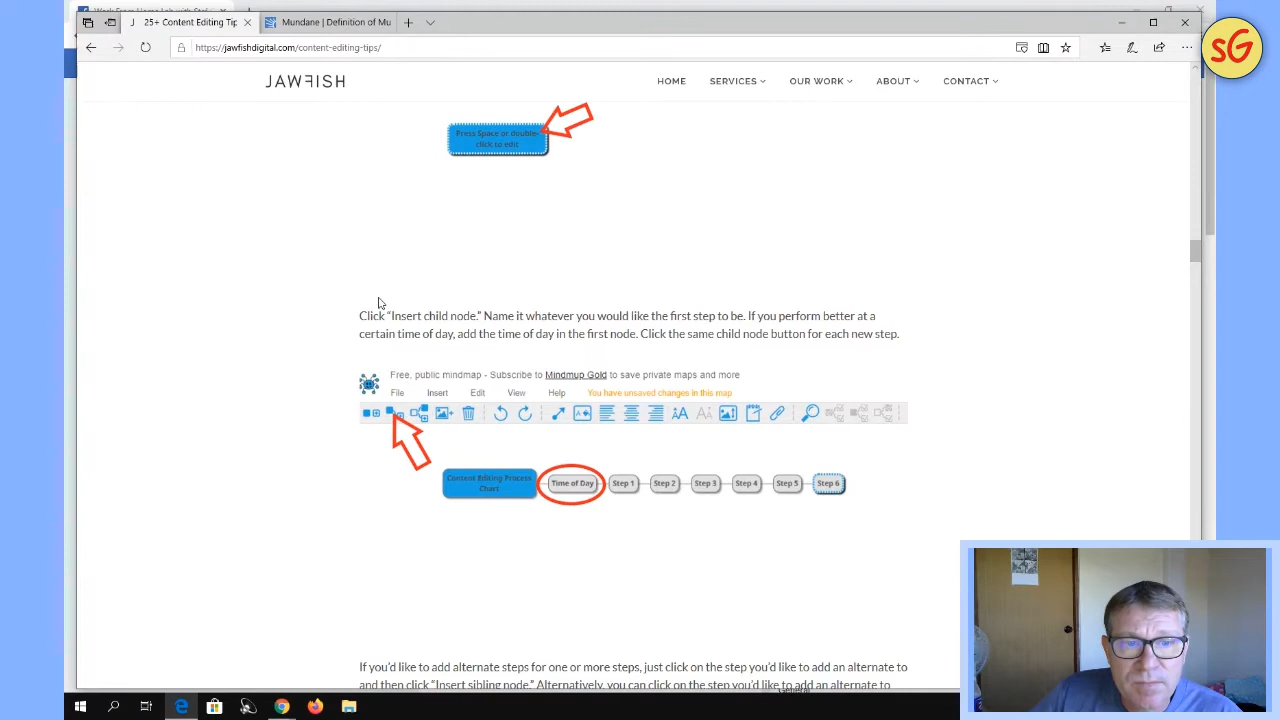 25+ Content Editing Tip
Mundane | Definition of Mu
https://jawfishdigital.com/content-editing-tips/
SG
JAWFISH
HOME
SERVICES
OUR WORK
ABOUT
CONTACT
Press Space or double-
click to edit
Click “Insert child node.” Name it whatever you would like the first step to be. If you perform better at a
certain time of day, add the time of day in the first node. Click the same child node button for each new step.
Free, public mindmap - Subscribe to Mindmup Gold to save private maps and more
File
Insert
Edit
View
Help
You have unsaved changes in this map
Content Editing Process
Chart
Time of Day
Step 1
Step 2
Step 3
Step 4
Step 5
Step 6
If you’d like to add alternate steps for one or more steps, just click on the step you’d like to add an alternate to
and then click “Insert sibling node.” Alternatively, you can click on the step you’d like to add an alternate to